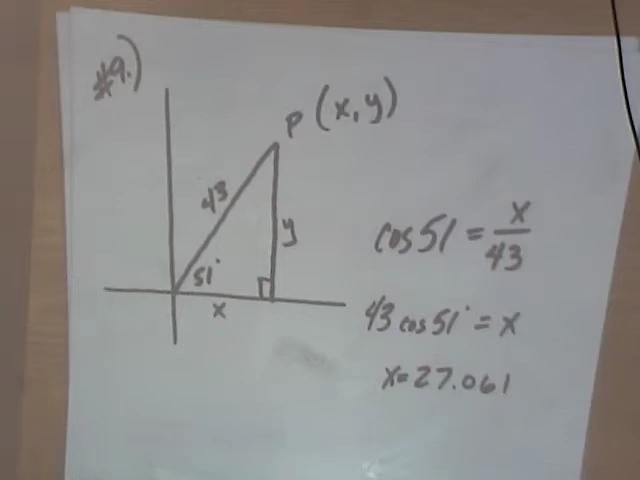 #9.)
P (x, y)
43
y
51°
x
cos 51 = x/43
43 cos 51° = x
x = 27.061